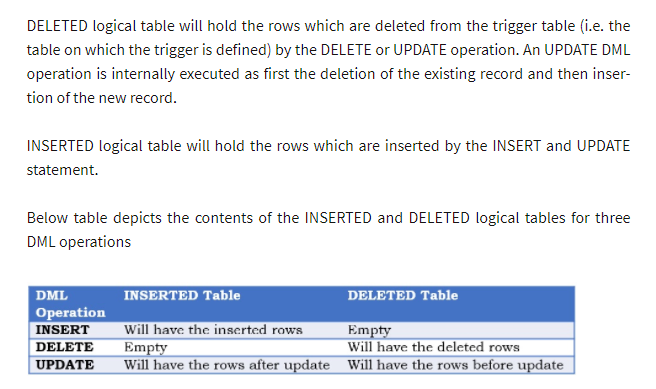 DELETED logical table will hold the rows which are deleted from the trigger table (i.e. the
table on which the trigger is defined) by the DELETE or UPDATE operation. An UPDATE DML
operation is internally executed as first the deletion of the existing record and then inser-
tion of the new record.
INSERTED logical table will hold the rows which are inserted by the INSERT and UPDATE
statement.
Below table depicts the contents of the INSERTED and DELETED logical tables for three
DML operations
DML Operation INSERTED Table DELETED Table
INSERT Will have the inserted rows Empty
DELETE Empty Will have the deleted rows
UPDATE Will have the rows after update Will have the rows before update